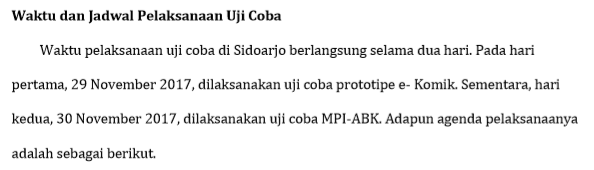 Waktu dan Jadwal Pelaksanaan Uji Coba
Waktu pelaksanaan uji coba di Sidoarjo berlangsung selama dua hari. Pada hari
pertama, 29 November 2017, dilaksanakan uji coba prototipe e- Komik. Sementara, hari
kedua, 30 November 2017, dilaksanakan uji coba MPI-ABK. Adapun agenda pelaksanaanya
adalah sebagai berikut.